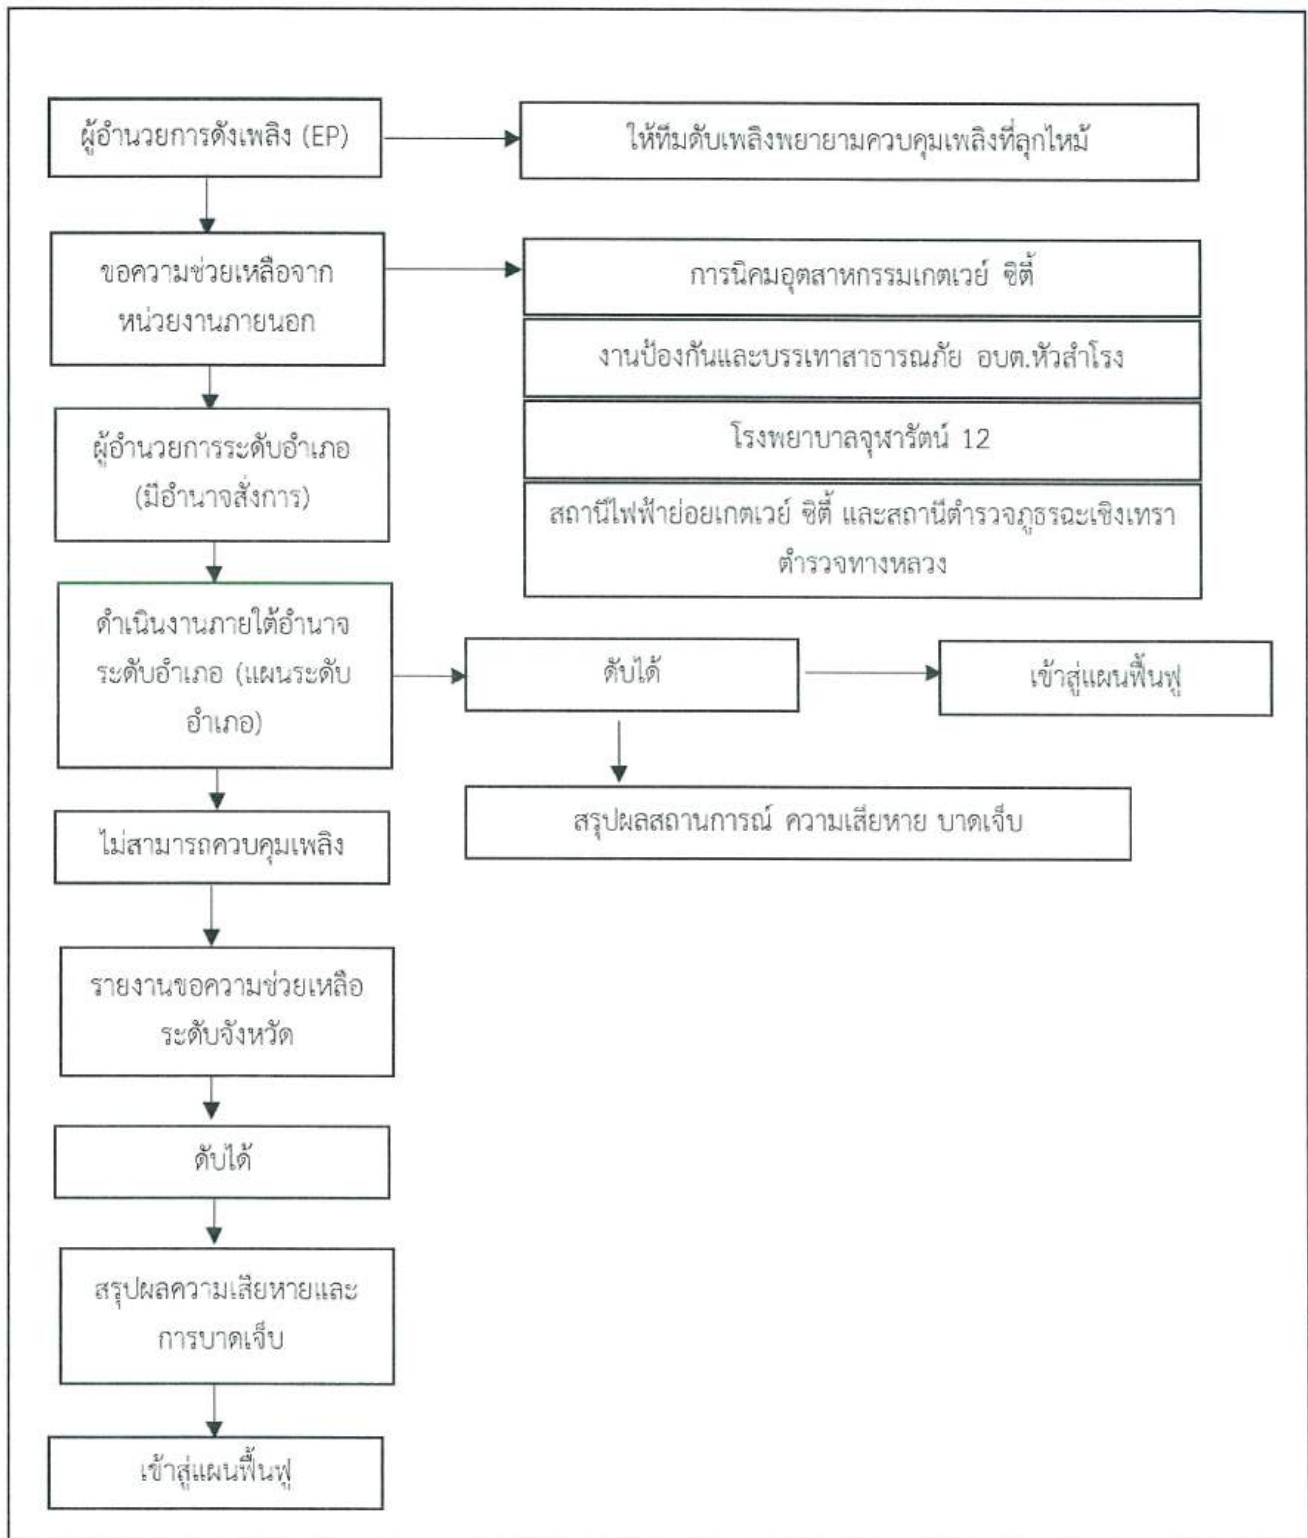 ผู้อำนวยการดังเพลิง (EP)
ให้ทีมดับเพลิงพยายามควบคุมเพลิงที่ลุกไหม้
ขอความช่วยเหลือจาก
หน่วยงานภายนอก
การนิคมอุตสาหกรรมเกตเวย์ ซิตี้
งานป้องกันและบรรเทาสาธารณภัย อบต.หัวสำโรง
โรงพยาบาลจุฬารัตน์ 12
สถานีไฟฟ้าย่อยเกตเวย์ ซิตี้ และสถานีตำรวจภูธรฉะเชิงเทรา
ตำรวจทางหลวง
ผู้อำนวยการระดับอำเภอ
(มีอำนาจสั่งการ)
ดำเนินงานภายใต้อำนาจ
ระดับอำเภอ (แผนระดับ
อำเภอ)
ดับได้
เข้าสู่แผนฟื้นฟู
สรุปผลสถานการณ์ ความเสียหาย บาดเจ็บ
ไม่สามารถควบคุมเพลิง
รายงานขอความช่วยเหลือ
ระดับจังหวัด
ดับได้
สรุปผลความเสียหายและ
การบาดเจ็บ
เข้าสู่แผนฟื้นฟู